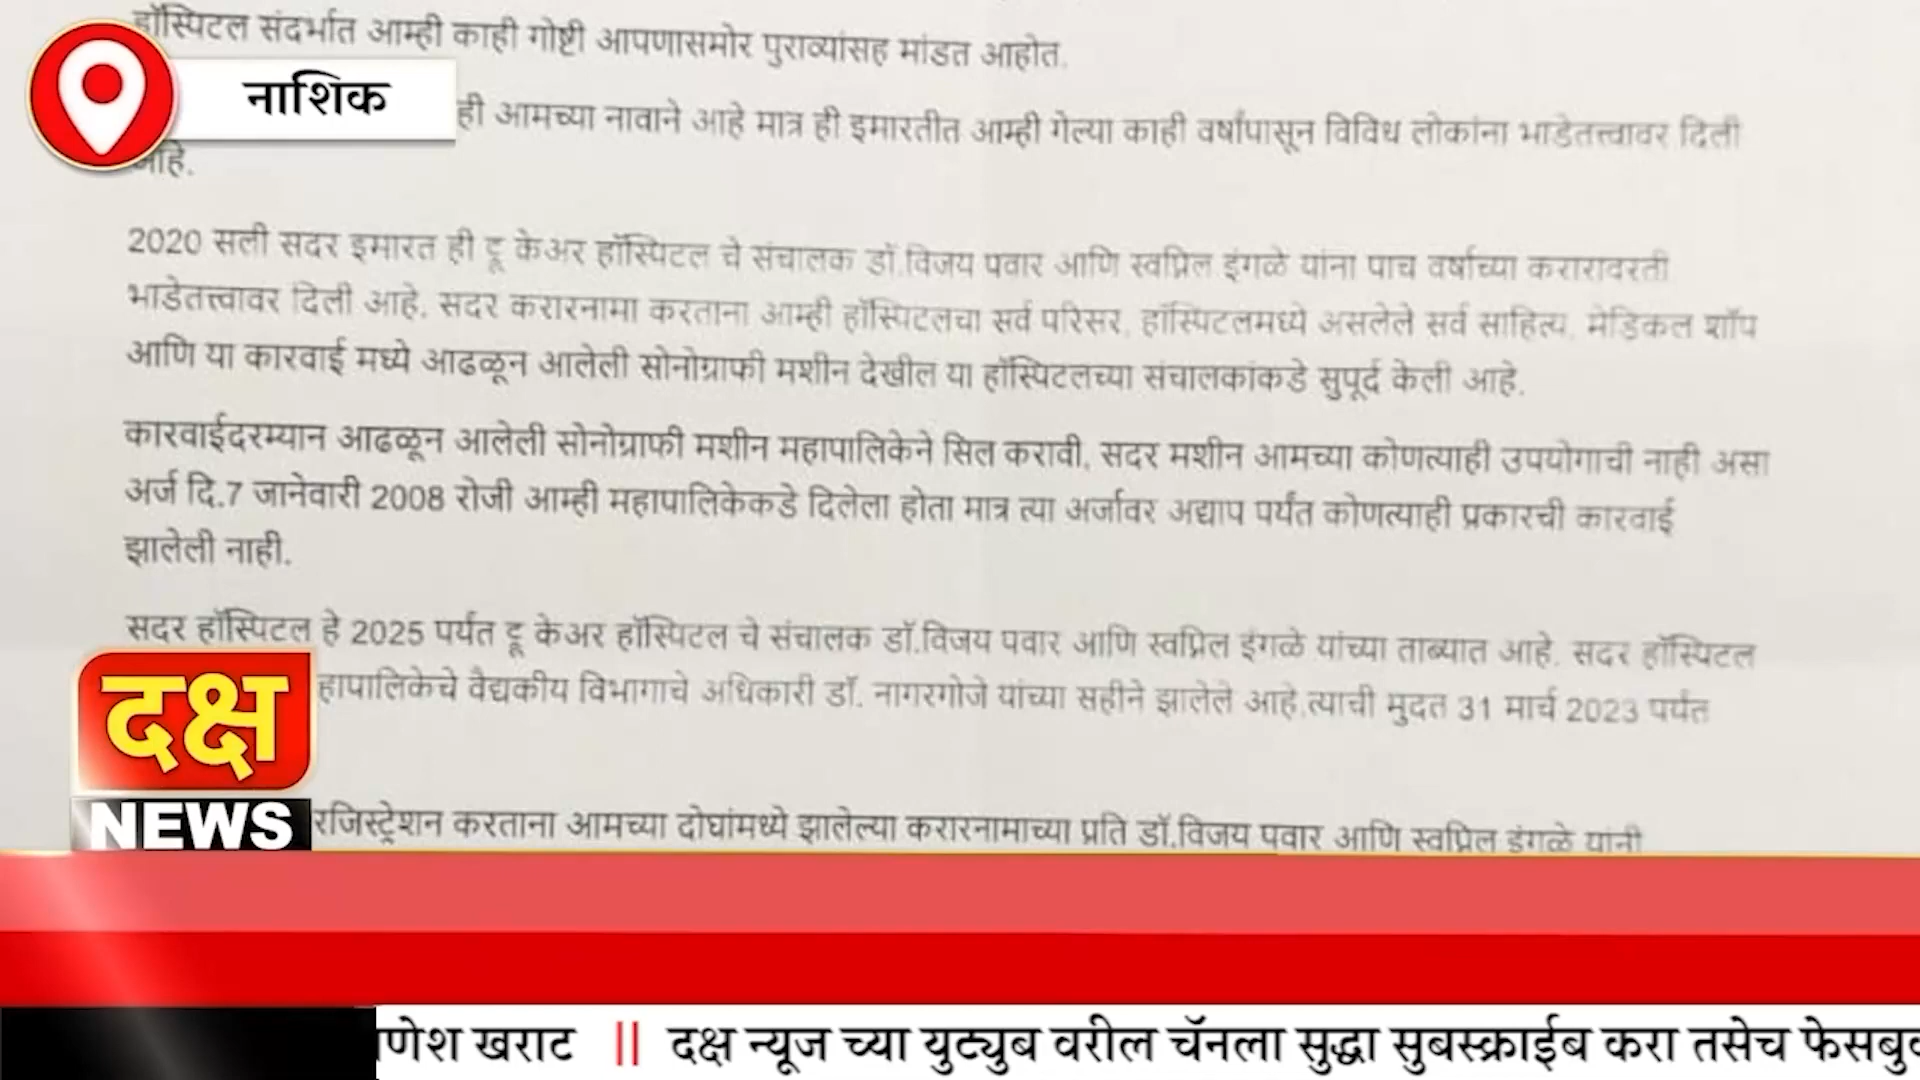 हॉस्पिटल संदर्भात आम्ही काही गोष्टी आपणासमोर पुराव्यांसह मांडत आहोत.
नाशिक
ही आमच्या नावाने आहे मात्र ही इमारतीत आम्ही गेल्या काही वर्षांपासून विविध लोकांना भाडेतत्त्वावर दिली
आहे.
2020 सली सदर इमारत ही ट्रू केअर हॉस्पिटल चे संचालक डॉ.विजय पवार आणि स्वप्निल इंगळे यांना पाच वर्षाच्या करारावरती
भाडेतत्त्वावर दिली आहे. सदर करारनामा करताना आम्ही हॉस्पिटलचा सर्व परिसर, हॉस्पिटलमध्ये असलेले सर्व साहित्य, मेडिकल शॉप
आणि या कारवाई मध्ये आढळून आलेली सोनोग्राफी मशीन देखील या हॉस्पिटलच्या संचालकांकडे सुपूर्द केली आहे.
कारवाईदरम्यान आढळून आलेली सोनोग्राफी मशीन महापालिकेने सिल करावी, सदर मशीन आमच्या कोणत्याही उपयोगाची नाही असा
अर्ज दि.7 जानेवारी 2008 रोजी आम्ही महापालिकेकडे दिलेला होता मात्र त्या अर्जावर अद्याप पर्यंत कोणत्याही प्रकारची कारवाई
झालेली नाही.
सदर हॉस्पिटल हे 2025 पर्यंत ट्रू केअर हॉस्पिटल चे संचालक डॉ.विजय पवार आणि स्वप्निल इंगळे यांच्या ताब्यात आहे. सदर हॉस्पिटल
हापालिकेचे वैद्यकीय विभागाचे अधिकारी डॉ. नागरगोजे यांच्या सहीने झालेले आहे.त्याची मुदत 31 मार्च 2023 पर्यंत
दक्ष
NEWS
रजिस्ट्रेशन करताना आमच्या दोघांमध्ये झालेल्या करारनामाच्या प्रति डॉ.विजय पवार आणि स्वप्निल इंगळे यांनी
णेश खराट || दक्ष न्यूज च्या युट्युब वरील चॅनला सुद्धा सुबस्क्राईब करा तसेच फेसबु